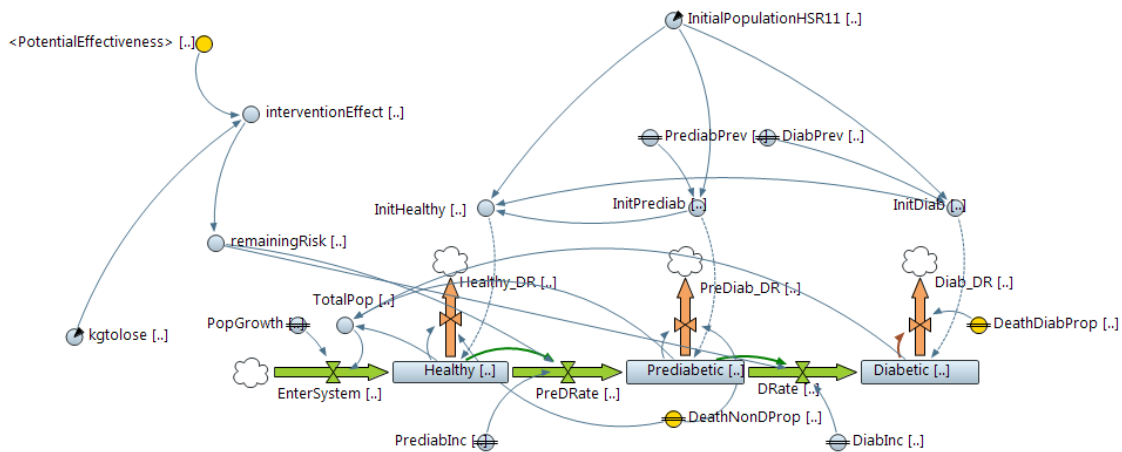 InitialPopulationHSR11 [..]
<PotentialEffectiveness> [..]
interventionEffect [..]
PrediabPrev [..]
DiabPrev [..]
InitHealthy [..]
InitPrediab [..]
InitDiab [..]
remainingRisk [..]
Healthy_DR [..]
PreDiab_DR [..]
Diab_DR [..]
TotalPop [..]
PopGrowth [..]
DeathDiabProp [..]
kgtolose [..]
Healthy [..]
Prediabetic [..]
Diabetic [..]
EnterSystem [..]
PreDRate [..]
DRate [..]
DeathNonDProp [..]
PrediabInc [..]
DiabInc [..]